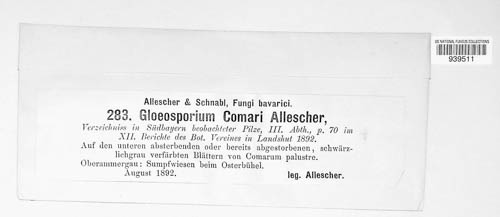 US NATIONAL FUNGUS COLLECTIONS
939511
Allescher & Schnabl, Fungi bavarici.
283. Gloeosporium Comari Allescher,
Verzeichniss in Südbayern beobachteter Pilze, III. Abth., p. 70 im
XII. Berichte des Bot. Vereines in Landshut 1892.
Auf den unteren absterbenden oder bereits abgestorbenen, schwärz-
lichgrau verfärbten Blättern von Comarum palustre.
Oberammergau: Sumpfwiesen beim Osterbühel.
August 1892. leg. Allescher.